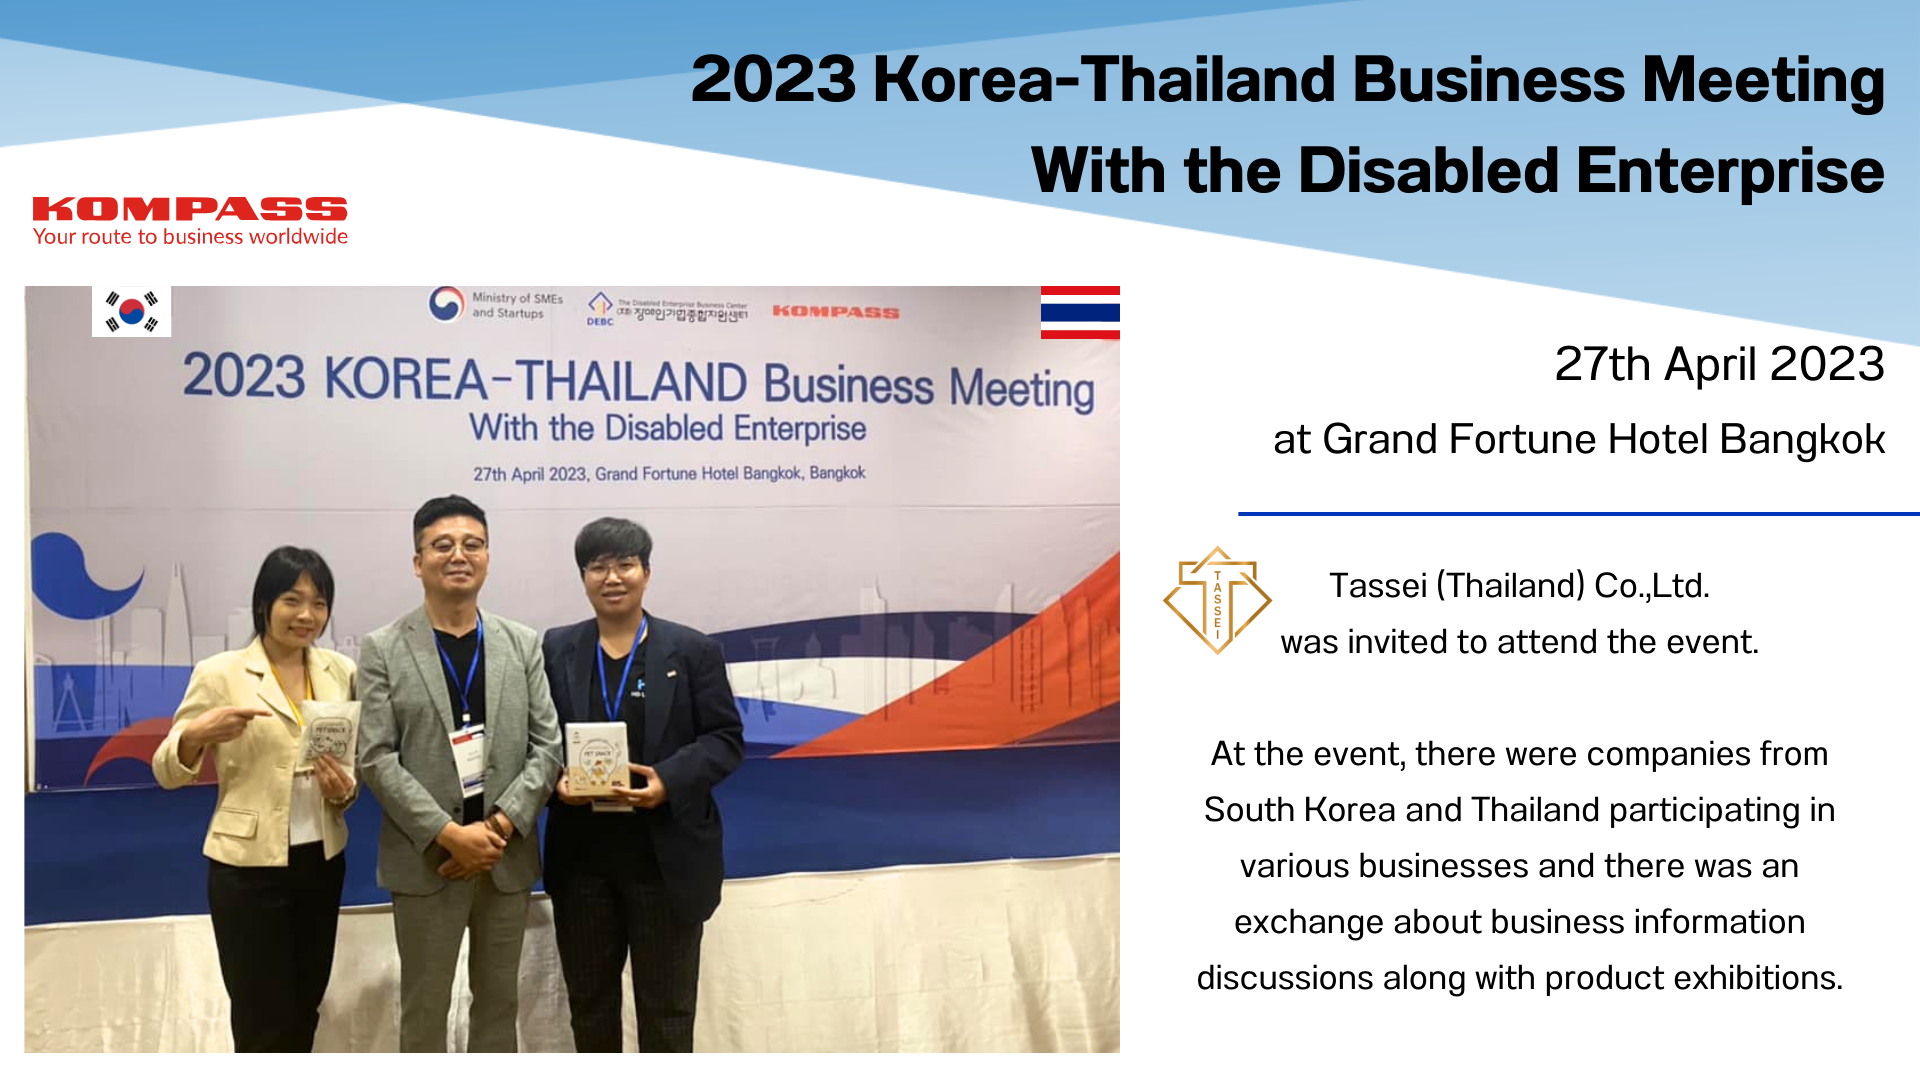 2023 Korea-Thailand Business Meeting
With the Disabled Enterprise
KOMPASS
Your route to business worldwide
Ministry of SMEs
and Startups
DEBC
The Disabled Enterprise Business Center
(재)장애인기업종합지원센터
KOMPASS
2023 KOREA-THAILAND Business Meeting
With the Disabled Enterprise
27th April 2023, Grand Fortune Hotel Bangkok, Bangkok
PET SNACK
PET SNACK
27th April 2023
at Grand Fortune Hotel Bangkok
TASSEI
Tassei (Thailand) Co.,Ltd.
was invited to attend the event.
At the event, there were companies from
South Korea and Thailand participating in
various businesses and there was an
exchange about business information
discussions along with product exhibitions.